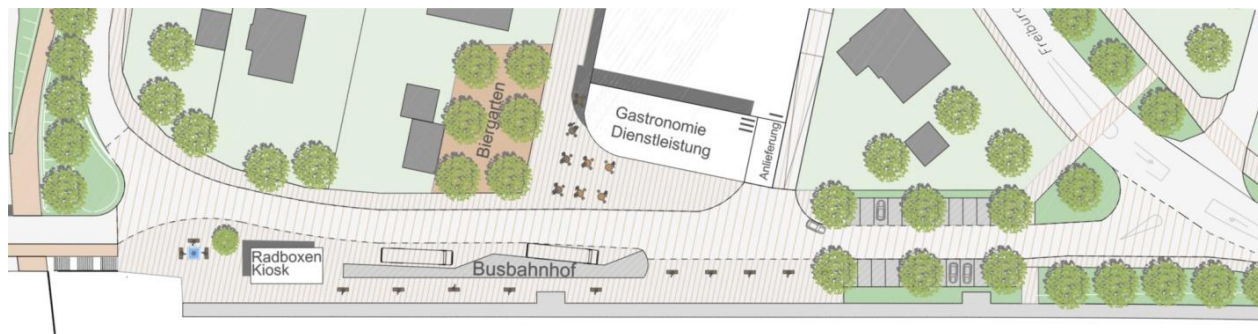 Freiburg
Biergarten
Gastronomie
Dienstleistung
Anlieferung
Radboxen
Kiosk
Busbahnhof